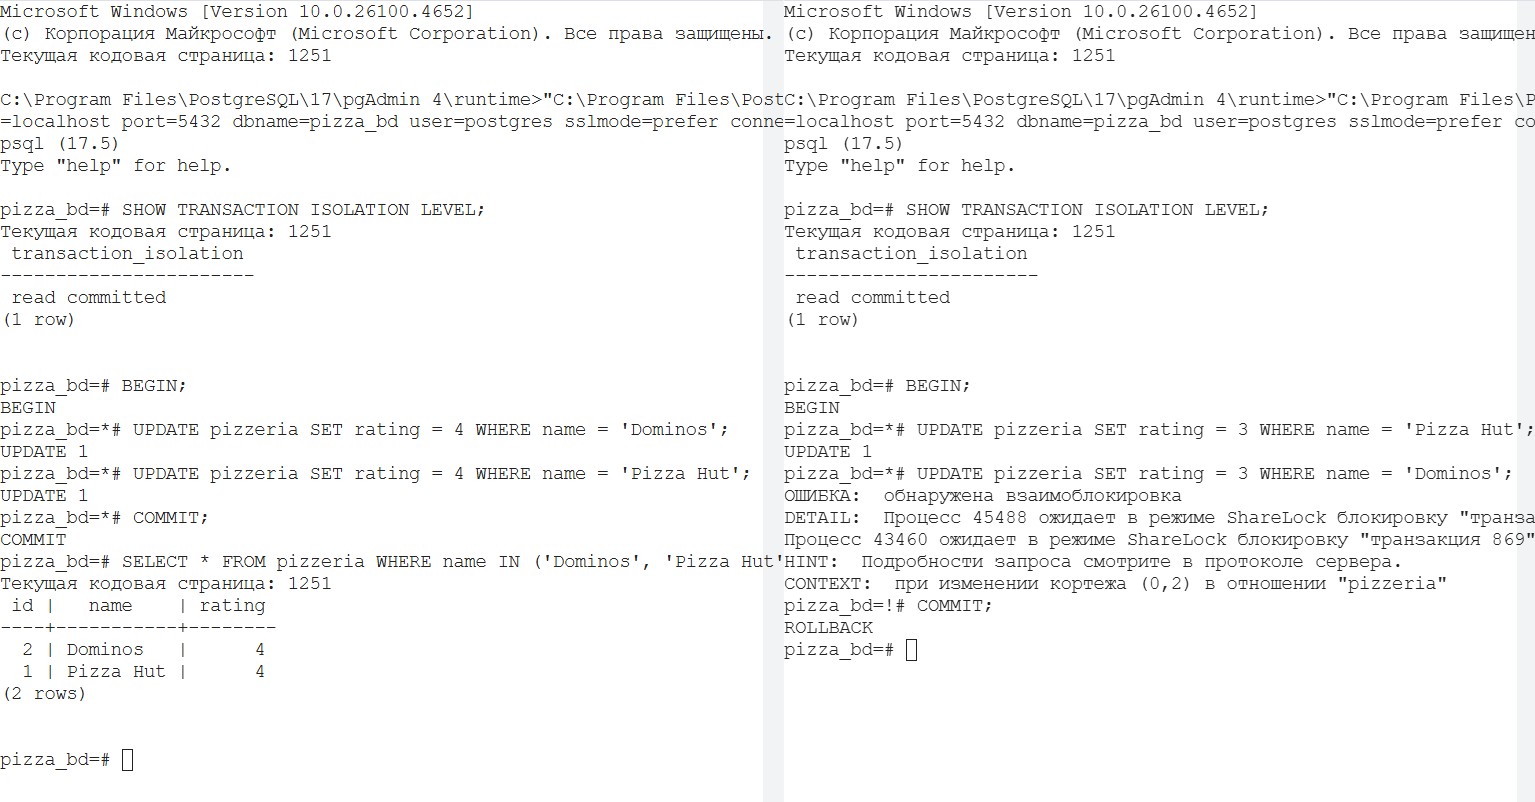 Microsoft Windows [Version 10.0.26100.4652]
(c) Корпорация Майкрософт (Microsoft Corporation). Все права защищены.
Текущая кодовая страница: 1251
C:\Program Files\PostgreSQL\17\pgAdmin 4\runtime>"C:\Program Files\Post
=localhost port=5432 dbname=pizza_bd user=postgres sslmode=prefer conne
psql (17.5)
Type "help" for help.
pizza_bd=# SHOW TRANSACTION ISOLATION LEVEL;
Текущая кодовая страница: 1251
 transaction_isolation
-----------------------
 read committed
(1 row)
pizza_bd=# BEGIN;
BEGIN
pizza_bd=*# UPDATE pizzeria SET rating = 4 WHERE name = 'Dominos';
UPDATE 1
pizza_bd=*# UPDATE pizzeria SET rating = 4 WHERE name = 'Pizza Hut';
UPDATE 1
pizza_bd=*# COMMIT;
COMMIT
pizza_bd=# SELECT * FROM pizzeria WHERE name IN ('Dominos', 'Pizza Hut'
Текущая кодовая страница: 1251
 id |   name    | rating
----+-----------+--------
  2 | Dominos   |      4
  1 | Pizza Hut |      4
(2 rows)
pizza_bd=#
Microsoft Windows [Version 10.0.26100.4652]
(c) Корпорация Майкрософт (Microsoft Corporation). Все права защищен
Текущая кодовая страница: 1251
C:\Program Files\PostgreSQL\17\pgAdmin 4\runtime>"C:\Program Files\P
=localhost port=5432 dbname=pizza_bd user=postgres sslmode=prefer co
psql (17.5)
Type "help" for help.
pizza_bd=# SHOW TRANSACTION ISOLATION LEVEL;
Текущая кодовая страница: 1251
 transaction_isolation
-----------------------
 read committed
(1 row)
pizza_bd=# BEGIN;
BEGIN
pizza_bd=*# UPDATE pizzeria SET rating = 3 WHERE name = 'Pizza Hut';
UPDATE 1
pizza_bd=*# UPDATE pizzeria SET rating = 3 WHERE name = 'Dominos';
ОШИБКА:  обнаружена взаимоблокировка
DETAIL:  Процесс 45488 ожидает в режиме ShareLock блокировку "транза
Процесс 43460 ожидает в режиме ShareLock блокировку "транзакция 869"
HINT:  Подробности запроса смотрите в протоколе сервера.
CONTEXT:  при изменении кортежа (0,2) в отношении "pizzeria"
pizza_bd=!# COMMIT;
ROLLBACK
pizza_bd=#